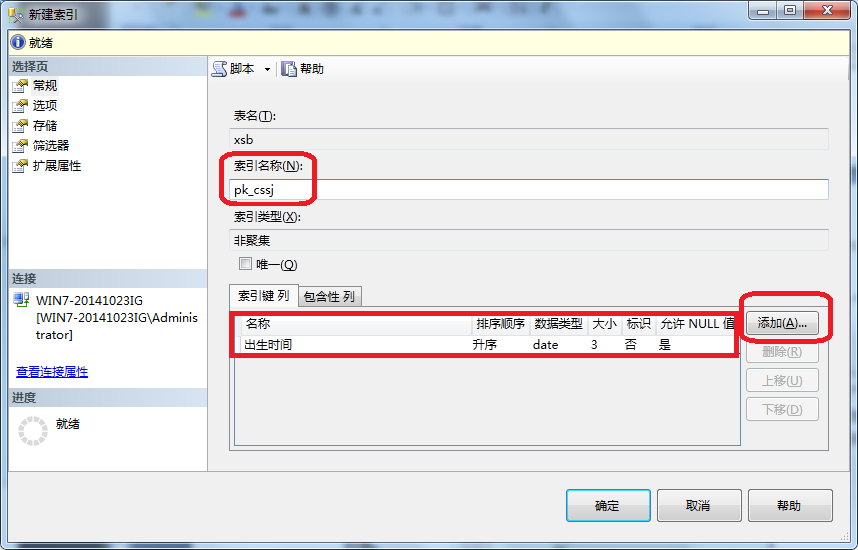 新建索引
就绪
选择页
常规
选项
存储
筛选器
扩展属性
连接
WIN7-20141023IG
[WIN7-20141023IG\Adminis
trator]
查看连接属性
进度
就绪
脚本 帮助
表名(T):
xsb
索引名称(N):
pk_cssj
索引类型(X):
非聚集
唯一(Q)
索引键 列 包含性 列
名称 排序顺序 数据类型 大小 标识 允许 NULL 值
出生时间 升序 date 3 否 是
添加(A)...
删除(R)
上移(U)
下移(D)
确定 取消 帮助